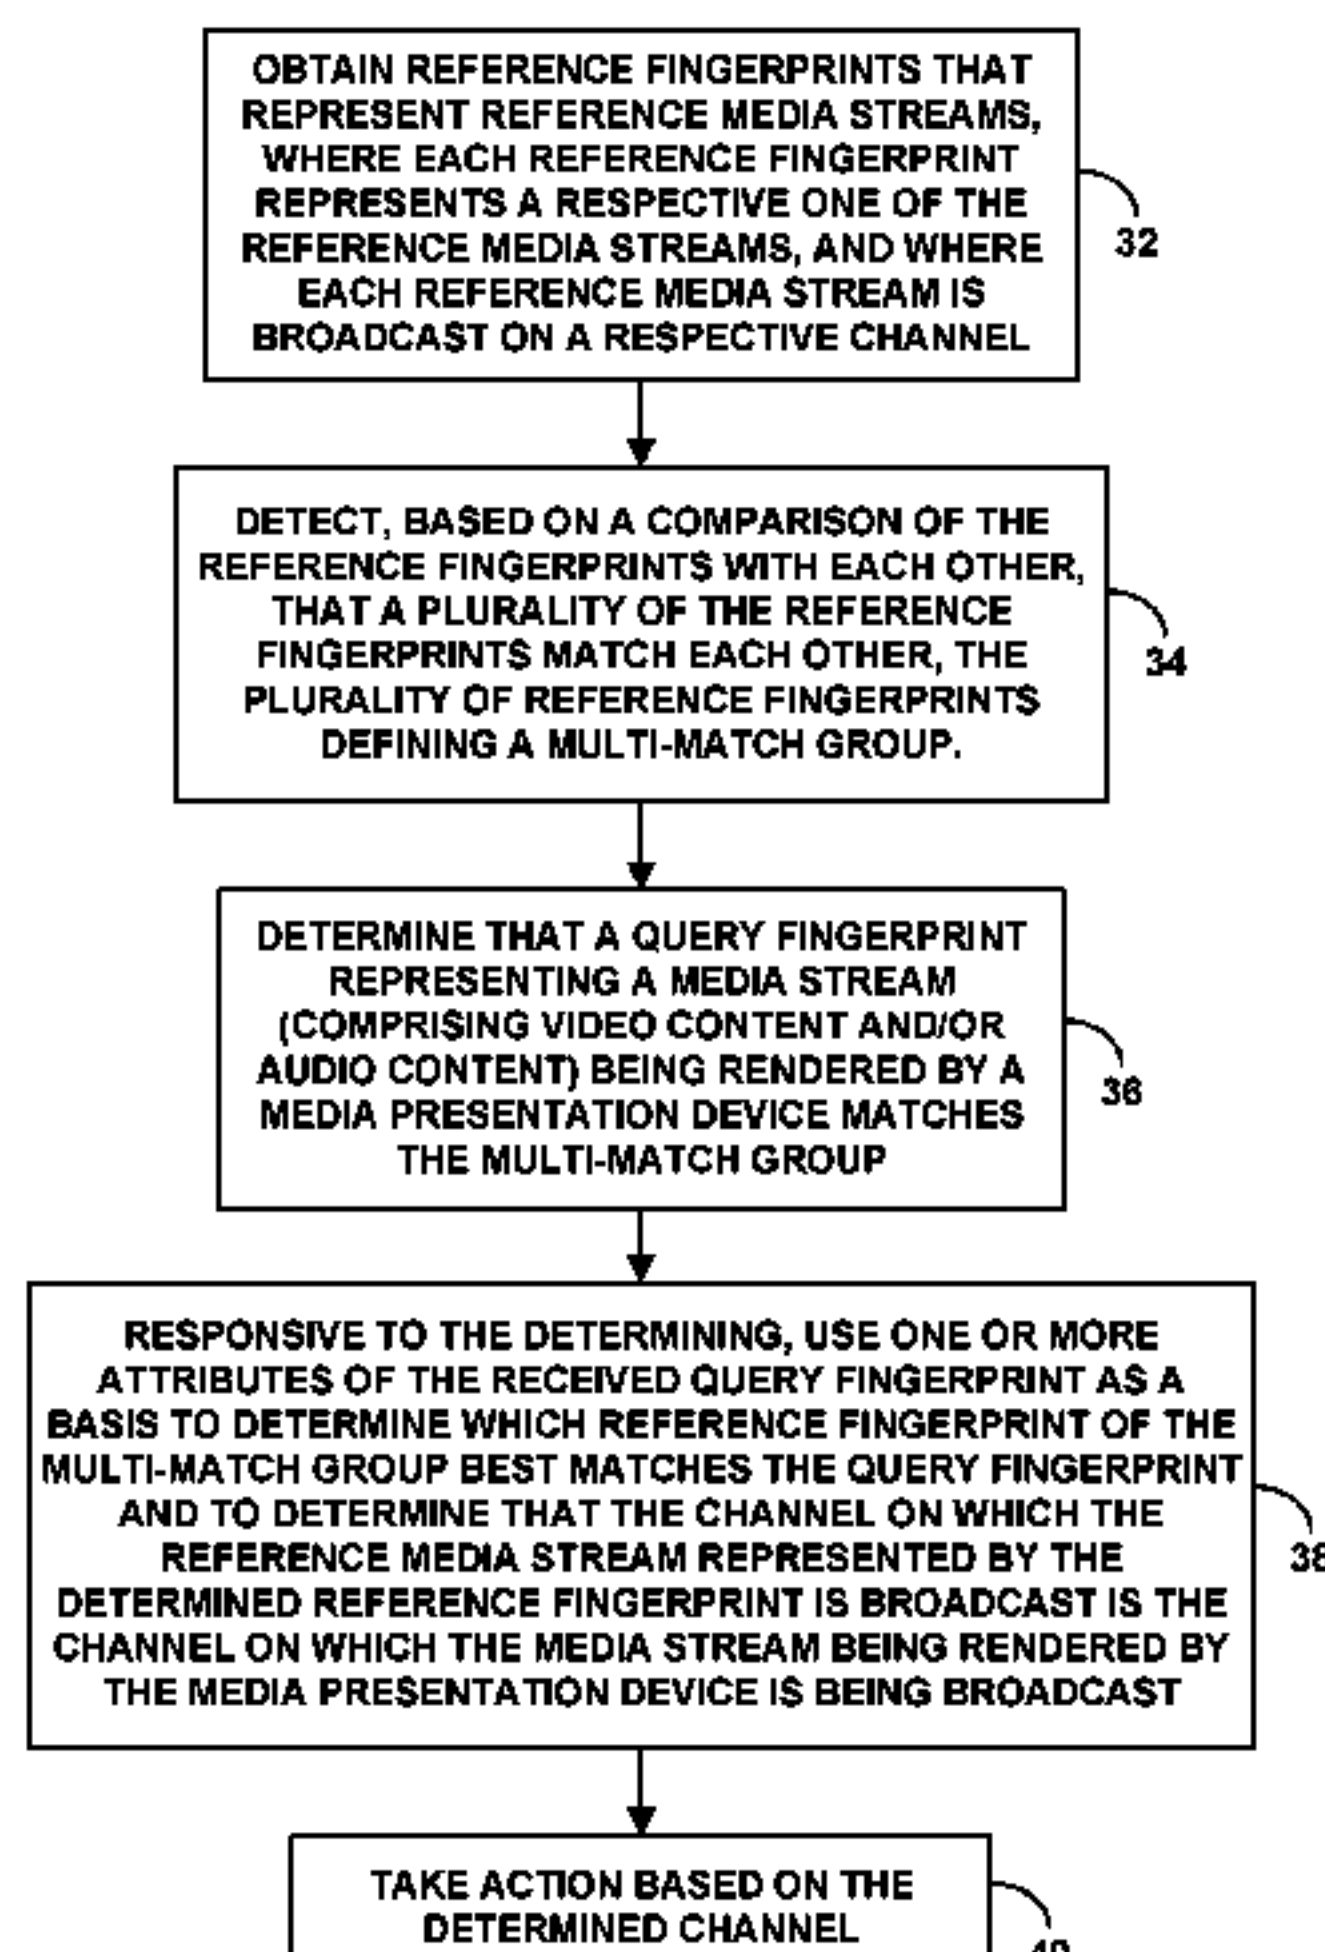 OBTAIN REFERENCE FINGERPRINTS THAT
REPRESENT REFERENCE MEDIA STREAMS,
WHERE EACH REFERENCE FINGERPRINT
REPRESENTS A RESPECTIVE ONE OF THE
REFERENCE MEDIA STREAMS, AND WHERE
EACH REFERENCE MEDIA STREAM IS
BROADCAST ON A RESPECTIVE CHANNEL
32
DETECT, BASED ON A COMPARISON OF THE
REFERENCE FINGERPRINTS WITH EACH OTHER,
THAT A PLURALITY OF THE REFERENCE
FINGERPRINTS MATCH EACH OTHER, THE
PLURALITY OF REFERENCE FINGERPRINTS
DEFINING A MULTI-MATCH GROUP.
34
DETERMINE THAT A QUERY FINGERPRINT
REPRESENTING A MEDIA STREAM
(COMPRISING VIDEO CONTENT AND/OR
AUDIO CONTENT) BEING RENDERED BY A
MEDIA PRESENTATION DEVICE MATCHES
THE MULTI-MATCH GROUP
36
RESPONSIVE TO THE DETERMINING, USE ONE OR MORE
ATTRIBUTES OF THE RECEIVED QUERY FINGERPRINT AS A
BASIS TO DETERMINE WHICH REFERENCE FINGERPRINT OF THE
MULTI-MATCH GROUP BEST MATCHES THE QUERY FINGERPRINT
AND TO DETERMINE THAT THE CHANNEL ON WHICH THE
REFERENCE MEDIA STREAM REPRESENTED BY THE
DETERMINED REFERENCE FINGERPRINT IS BROADCAST IS THE
CHANNEL ON WHICH THE MEDIA STREAM BEING RENDERED BY
THE MEDIA PRESENTATION DEVICE IS BEING BROADCAST
38
TAKE ACTION BASED ON THE
DETERMINED CHANNEL